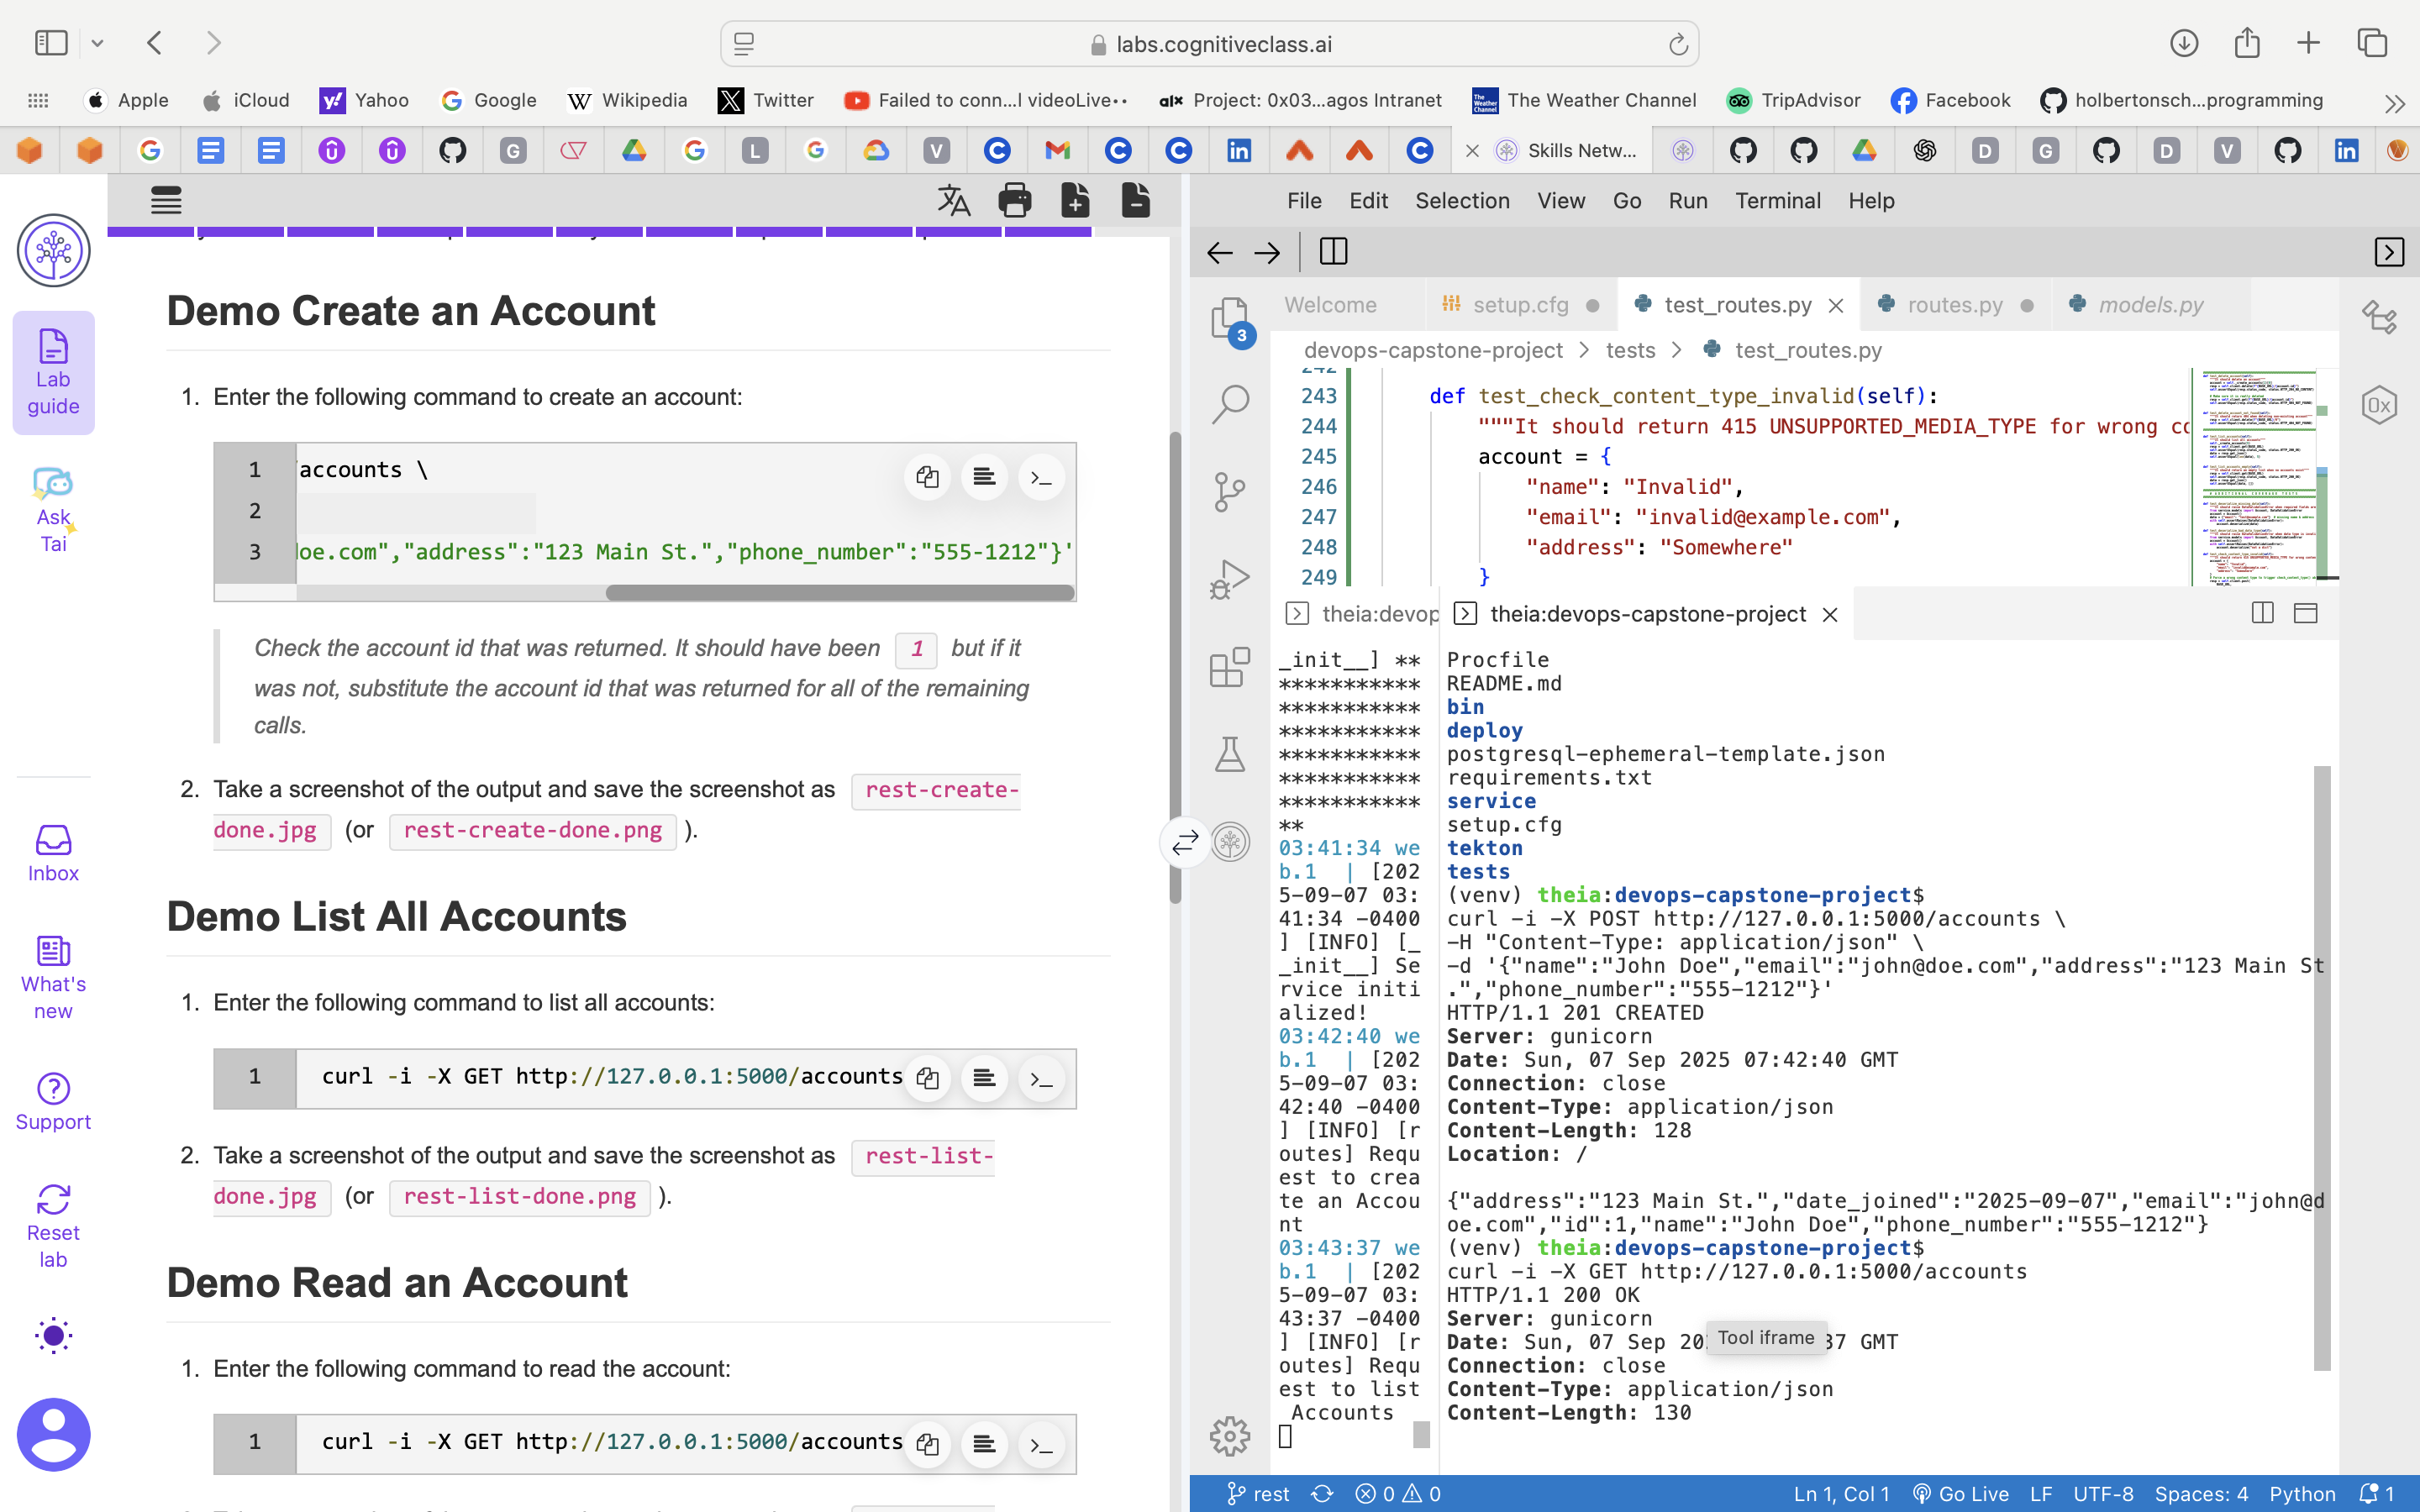 labs.cognitiveclass.ai
Apple
iCloud
Yahoo
Google
Wikipedia
Twitter
Failed to conn...l videoLive··
Project: 0x03...agos Intranet
The Weather Channel
TripAdvisor
Facebook
holbertonsch...programming
Skills Netw...
Lab guide
Ask Tai
Inbox
What's new
Support
Reset lab
Demo Create an Account
1. Enter the following command to create an account:
1 accounts \
2
3 doe.com","address":"123 Main St.","phone_number":"555-1212"}'
Check the account id that was returned. It should have been 1 but if it
was not, substitute the account id that was returned for all of the remaining
calls.
2. Take a screenshot of the output and save the screenshot as rest-create-
done.jpg (or rest-create-done.png ).
Demo List All Accounts
1. Enter the following command to list all accounts:
1 curl -i -X GET http://127.0.0.1:5000/accounts
2. Take a screenshot of the output and save the screenshot as rest-list-
done.jpg (or rest-list-done.png ).
Demo Read an Account
1. Enter the following command to read the account:
1 curl -i -X GET http://127.0.0.1:5000/accounts
File Edit Selection View Go Run Terminal Help
Welcome setup.cfg test_routes.py routes.py models.py
devops-capstone-project > tests > test_routes.py
242
243 def test_check_content_type_invalid(self):
244 """It should return 415 UNSUPPORTED_MEDIA_TYPE for wrong co
245 account = {
246 "name": "Invalid",
247 "email": "invalid@example.com",
248 "address": "Somewhere"
249 }
3
theia:devop
theia:devops-capstone-project
_init__] **
***********
***********
***********
***********
***********
***********
**
03:41:34 we
b.1 | [202
5-09-07 03:
41:34 -0400
] [INFO] [_
_init__] Se
rvice initi
alized!
03:42:40 we
b.1 | [202
5-09-07 03:
42:40 -0400
] [INFO] [r
outes] Requ
est to crea
te an Accou
nt
03:43:37 we
b.1 | [202
5-09-07 03:
43:37 -0400
] [INFO] [r
outes] Requ
est to list
Accounts
Procfile
README.md
bin
deploy
postgresql-ephemeral-template.json
requirements.txt
service
setup.cfg
tekton
tests
(venv) theia:devops-capstone-project$
curl -i -X POST http://127.0.0.1:5000/accounts \
-H "Content-Type: application/json" \
-d '{"name":"John Doe","email":"john@doe.com","address":"123 Main St
.","phone_number":"555-1212"}'
HTTP/1.1 201 CREATED
Server: gunicorn
Date: Sun, 07 Sep 2025 07:42:40 GMT
Connection: close
Content-Type: application/json
Content-Length: 128
Location: /
{"address":"123 Main St.","date_joined":"2025-09-07","email":"john@d
oe.com","id":1,"name":"John Doe","phone_number":"555-1212"}
(venv) theia:devops-capstone-project$
curl -i -X GET http://127.0.0.1:5000/accounts
HTTP/1.1 200 OK
Server: gunicorn
Date: Sun, 07 Sep 20 37 GMT
Tool iframe
Connection: close
Content-Type: application/json
Content-Length: 130
rest 0 0 Ln 1, Col 1 Go Live LF UTF-8 Spaces: 4 Python 1